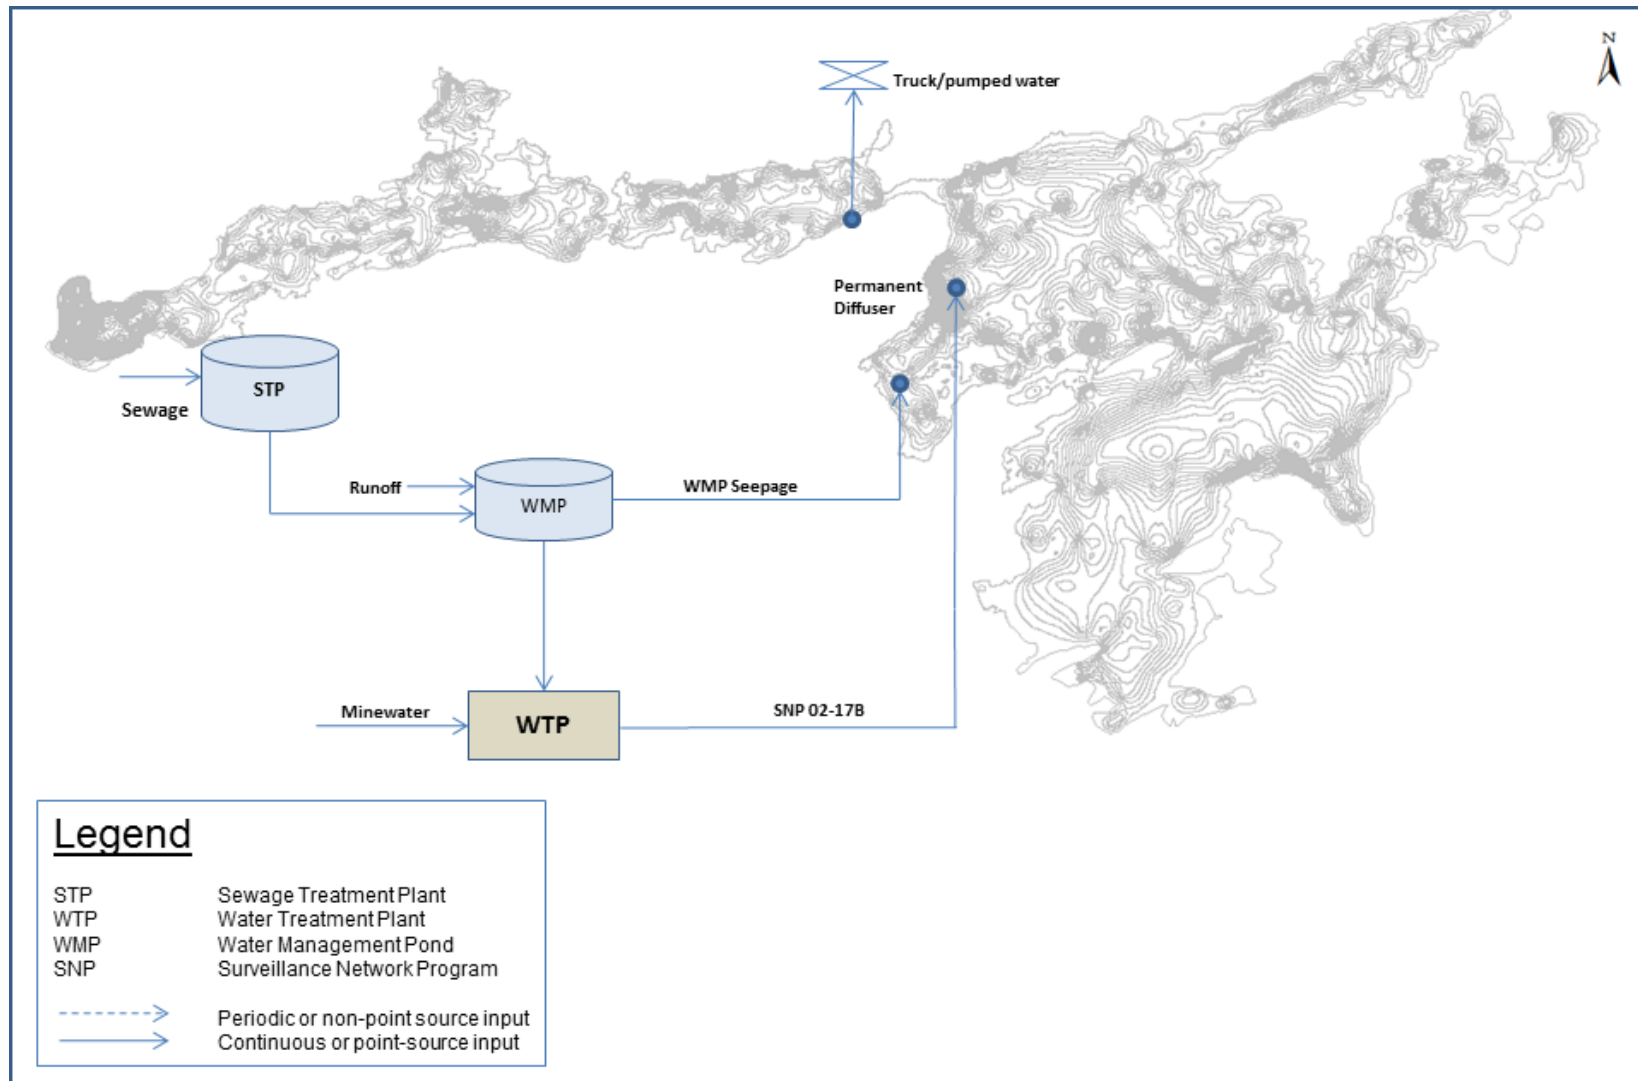 N
Truck/pumped water
Permanent
Diffuser
STP
Sewage
Runoff
WMP
WMP Seepage
Minewater
WTP
SNP 02-17B
Legend
STP Sewage Treatment Plant
WTP Water Treatment Plant
WMP Water Management Pond
SNP Surveillance Network Program
Periodic or non-point source input
Continuous or point-source input